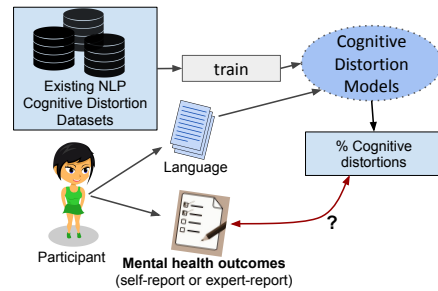 Existing NLP
Cognitive Distortion
Datasets
train
Cognitive
Distortion
Models
Language
% Cognitive
distortions
?
Participant
Mental health outcomes
(self-report or expert-report)